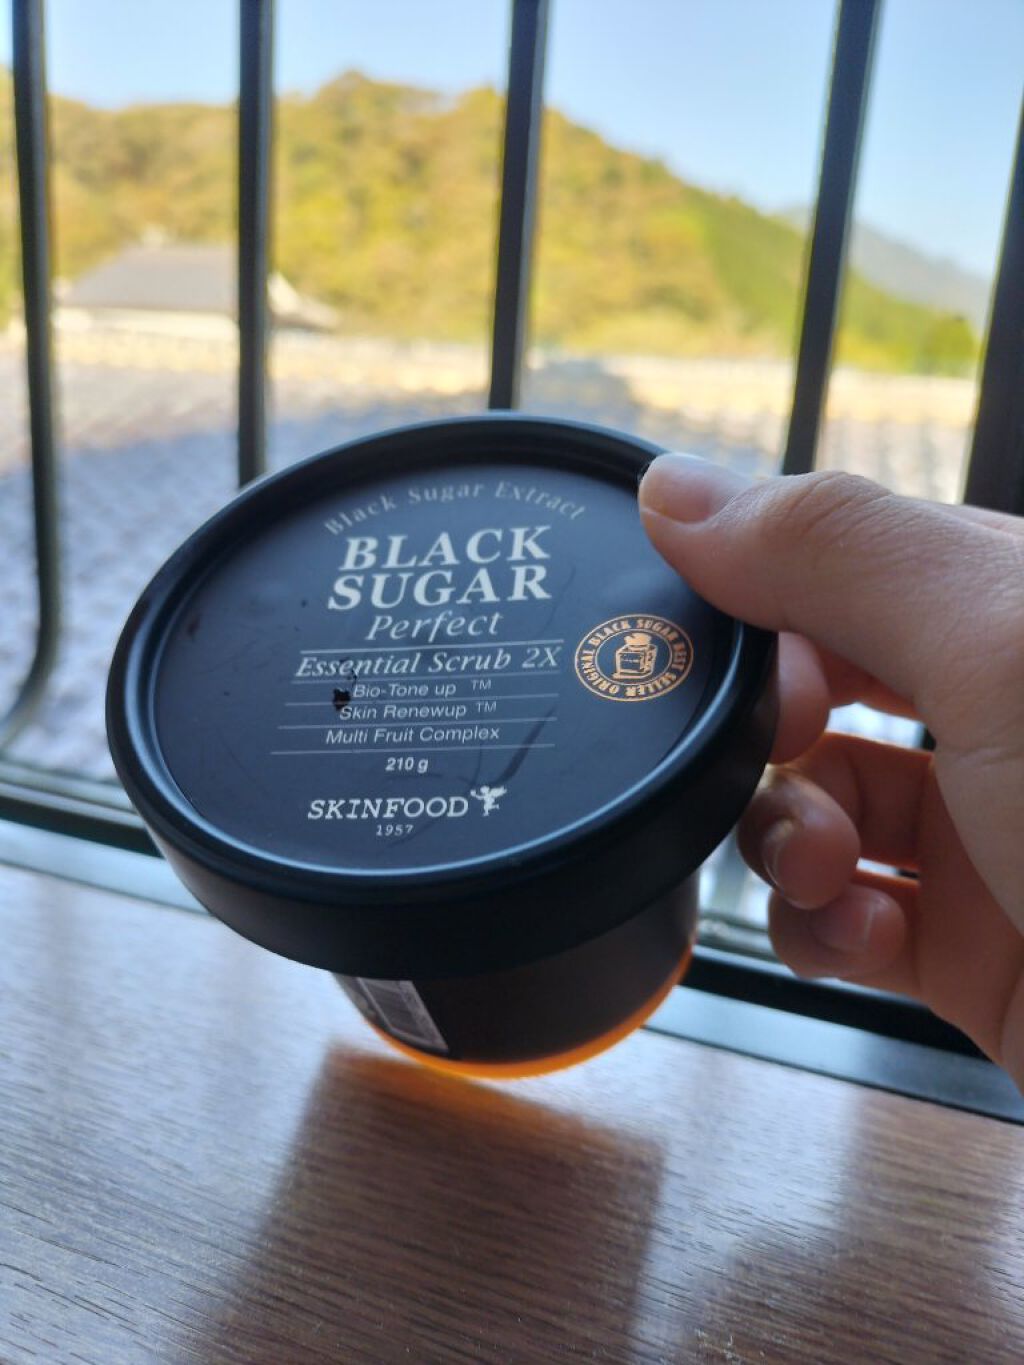 Black Sugar Extract
BLACK
SUGAR
Perfect
Essential Scrub 2X
Bio-Tone up ™
Skin Renewup ™
Multi Fruit Complex
210 g
SKINFOOD
1957
ORIGINAL BLACK SUGAR BEST SELLER